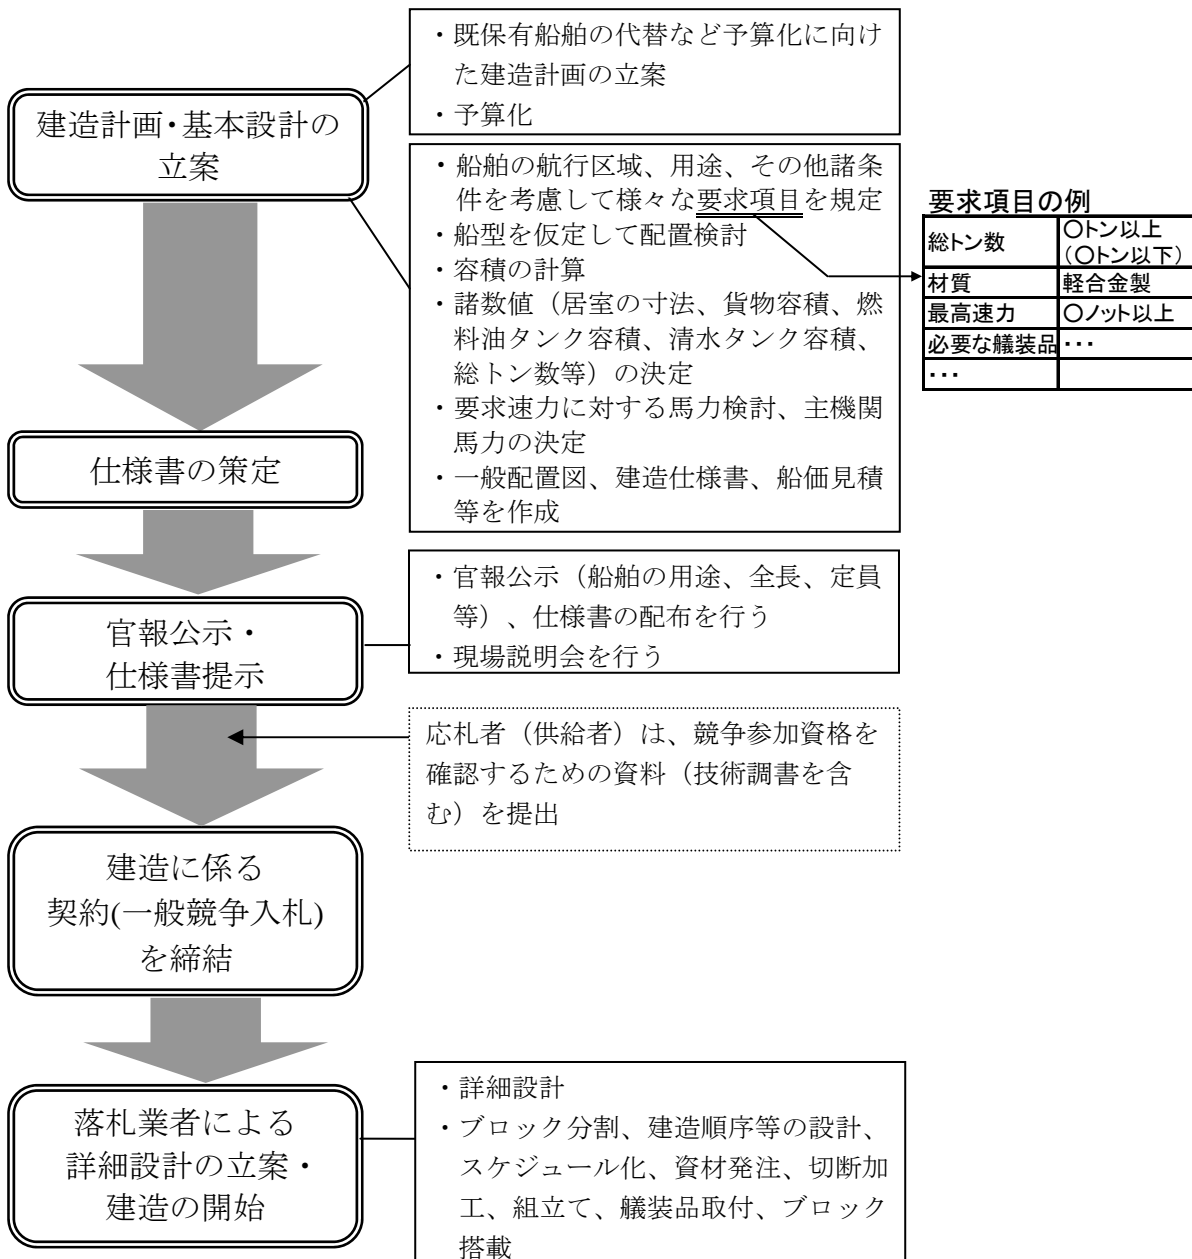 ・既保有船舶の代替など予算化に向け
た建造計画の立案
・予算化
建造計画・基本設計の
立案
・船舶の航行区域、用途、その他諸条
件を考慮して様々な要求項目を規定
・船型を仮定して配置検討
・容積の計算
・諸数値（居室の寸法、貨物容積、燃
料油タンク容積、清水タンク容積、
総トン数等）の決定
・要求速力に対する馬力検討、主機関
馬力の決定
・一般配置図、建造仕様書、船価見積
等を作成
要求項目の例
総トン数 〇トン以上
（〇トン以下）
材質 軽合金製
最高速力 〇ノット以上
必要な艤装品 ・・・
・・・
仕様書の策定
・官報公示（船舶の用途、全長、定員
等）、仕様書の配布を行う
・現場説明会を行う
官報公示・
仕様書提示
応札者（供給者）は、競争参加資格を
確認するための資料（技術調書を含
む）を提出
建造に係る
契約(一般競争入札)
を締結
落札業者による
詳細設計の立案・
建造の開始
・詳細設計
・ブロック分割、建造順序等の設計、
スケジュール化、資材発注、切断加
工、組立て、艤装品取付、ブロック
搭載